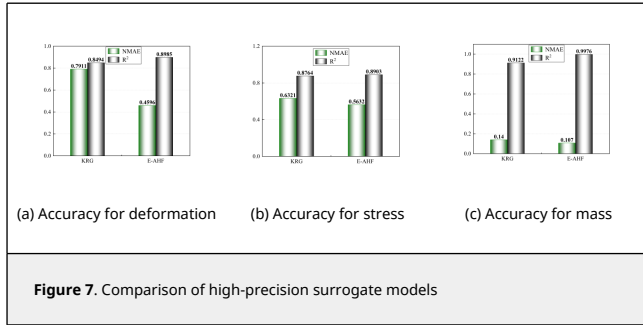 NMAE
R²
0.7911
0.8494
0.4596
0.8985
0.8
0.6
0.4
0.2
0.0
KRG
E-AHF
NMAE
R²
1.2
0.8
0.4
0.0
0.6321
0.8764
0.5632
0.8903
KRG
E-AHF
NMAE
R²
1.0
0.8
0.6
0.4
0.2
0.0
0.14
0.9122
0.107
0.9976
KRG
E-AHF
(a) Accuracy for deformation
(b) Accuracy for stress
(c) Accuracy for mass
Figure 7. Comparison of high-precision surrogate models